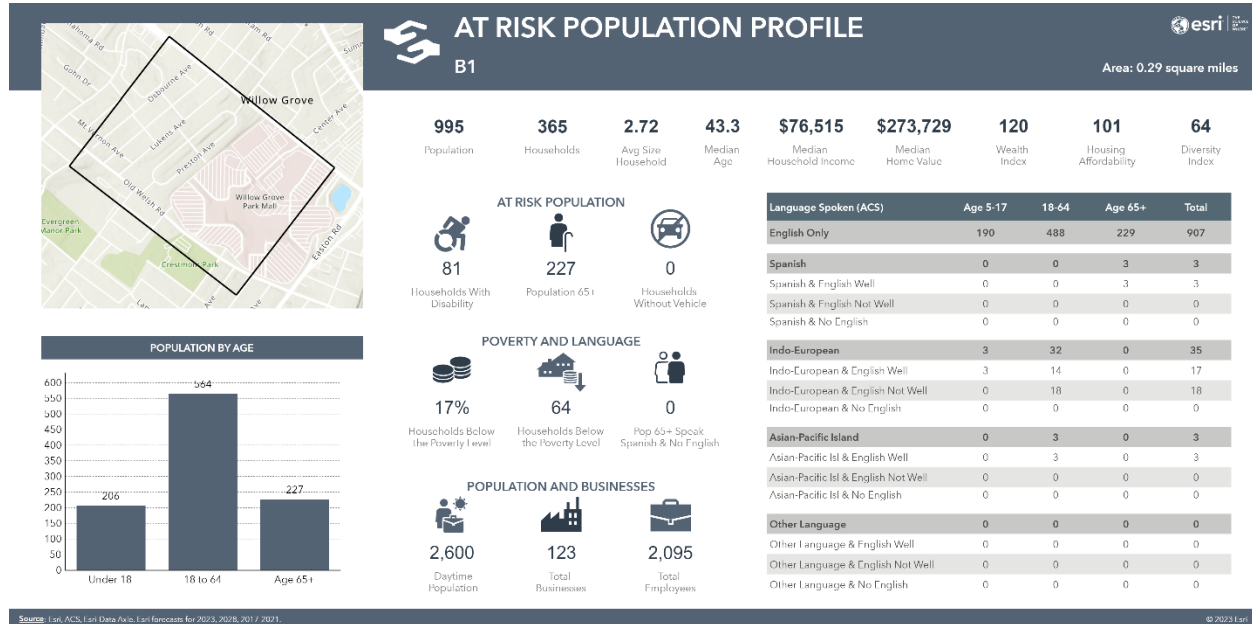 AT RISK POPULATION PROFILE
B1
esri
THE SCIENCE OF WHERE
Area: 0.29 square miles
Gohn Dr
Osbourne Ave
Willow Grove
Center Ave
Mt Vernon Ave
Lukens Ave
Preston Ave
Old Welsh Rd
Willow Grove
Park Mall
Evergreen
Manor Park
Crestmont Park
Easton Rd
995
Population
365
Households
2.72
Avg Size
Household
43.3
Median
Age
$76,515
Median
Household Income
$273,729
Median
Home Value
120
Wealth
Index
101
Housing
Affordability
64
Diversity
Index
AT RISK POPULATION
81
Households With
Disability
227
Population 65+
0
Households
Without Vehicle
POVERTY AND LANGUAGE
17%
Households Below
the Poverty Level
64
Households Below
the Poverty Level
0
Pop 65+ Speak
Spanish & No English
POPULATION AND BUSINESSES
2,600
Daytime
Population
123
Total
Businesses
2,095
Total
Employees
POPULATION BY AGE
600
550
500
450
400
350
300
250
200
150
100
50
0
206
564
227
Under 18
18 to 64
Age 65+
Language Spoken (ACS) Age 5-17 18-64 Age 65+ Total
English Only 190 488 229 907
Spanish 0 0 3 3
Spanish & English Well 0 0 3 3
Spanish & English Not Well 0 0 0 0
Spanish & No English 0 0 0 0
Indo-European 3 32 0 35
Indo-European & English Well 3 14 0 17
Indo-European & English Not Well 0 18 0 18
Indo-European & No English 0 0 0 0
Asian-Pacific Island 0 3 0 3
Asian-Pacific Isl & English Well 0 3 0 3
Asian-Pacific Isl & English Not Well 0 0 0 0
Asian-Pacific Isl & No English 0 0 0 0
Other Language 0 0 0 0
Other Language & English Well 0 0 0 0
Other Language & English Not Well 0 0 0 0
Other Language & No English 0 0 0 0
Source: Esri, ACS, Esri-Data Axle. Esri forecasts for 2023, 2028, 2017-2021.
© 2023 Esri